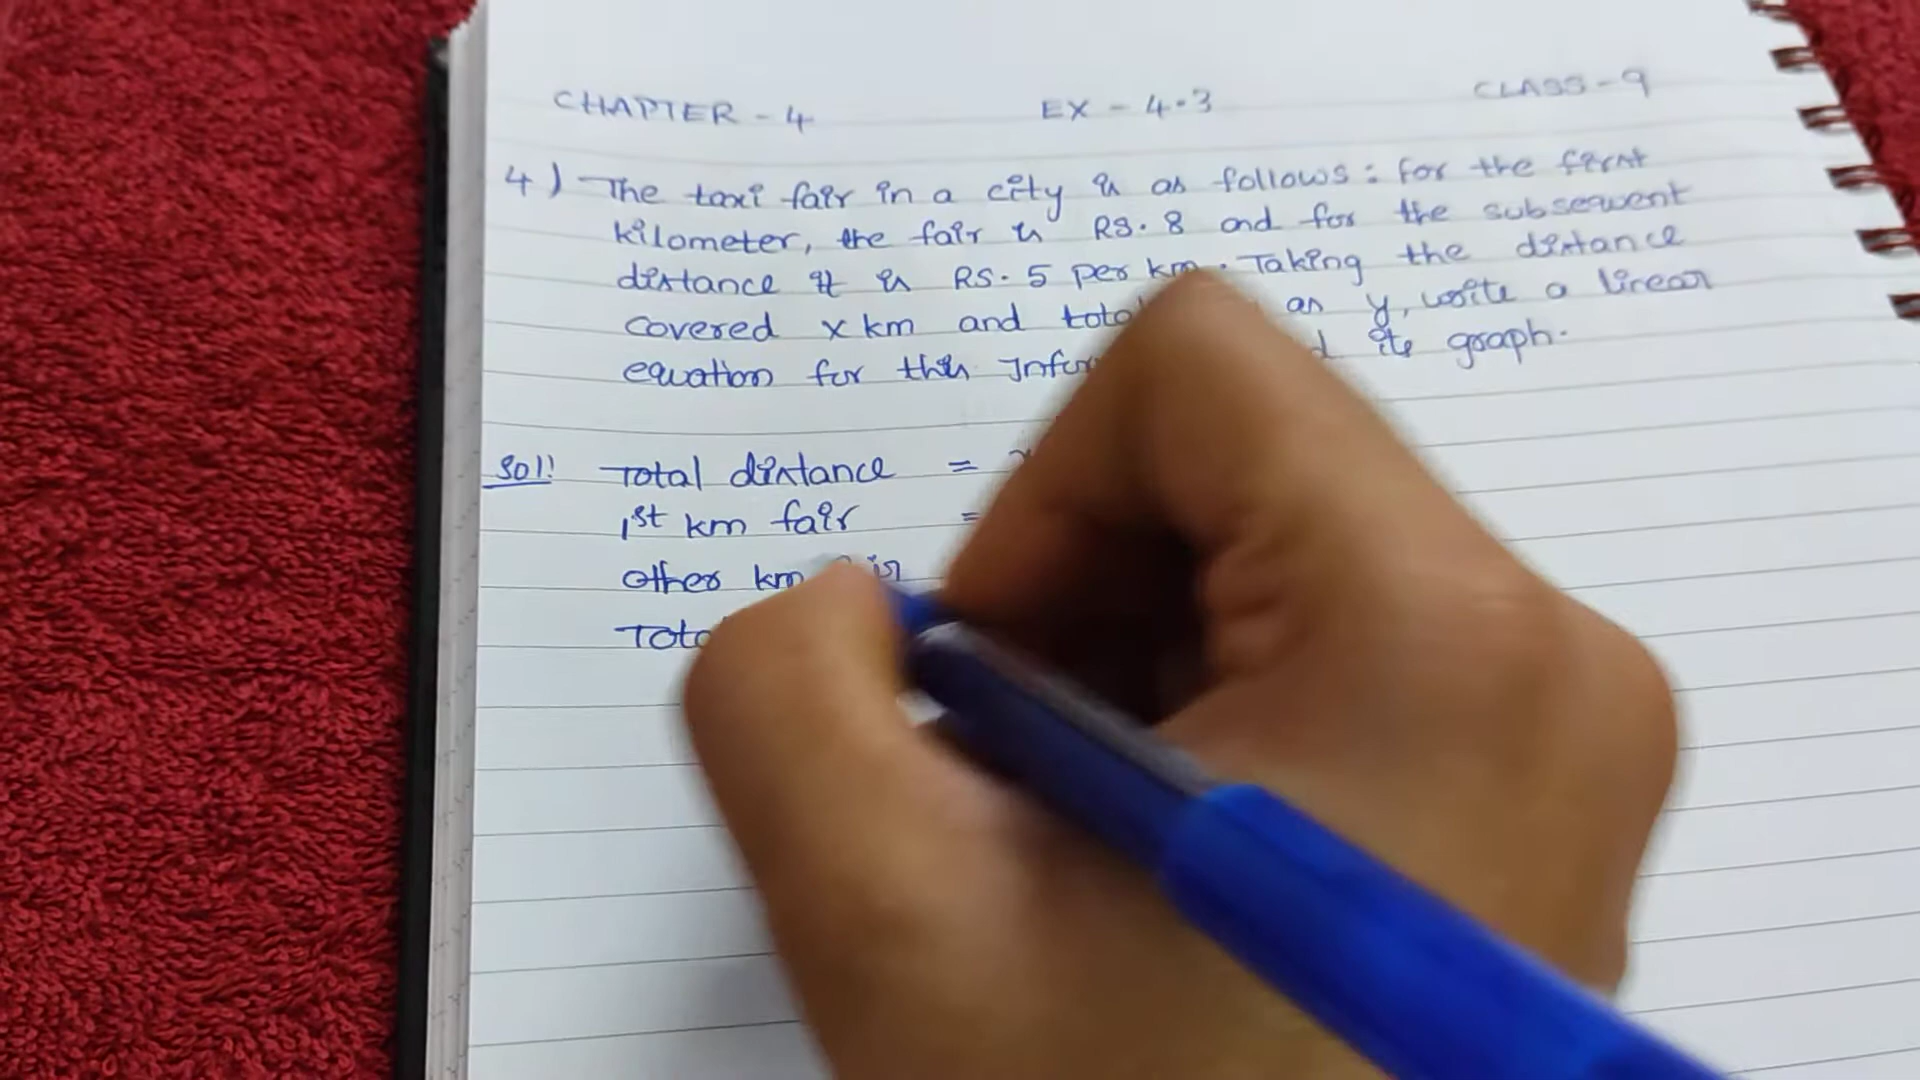 CHAPTER - 4 EX - 4.3 CLASS - 9
4) The taxi fair in a city is as follows: for the first
kilometer, the fair is RS. 8 and for the subsequent
distance it is RS. 5 per km. Taking the distance
covered x km and total as y, write a linear
equation for this its graph.
Sol: Total distance =
1st km fair =
other km